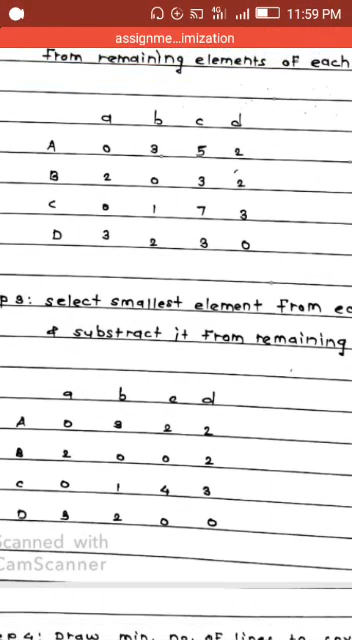 11:59 PM
assignme...imization
from remaining elements of each
a b c d
A 0 3 5 2
B 2 0 3 2
C 0 1 7 3
D 3 2 3 0
p 3: select smallest element from
& substract it from remaining
a b c d
A 0 3 2 2
B 2 0 0 2
C 0 1 4 3
D 3 2 0 0
Scanned with
CamScanner
ep 4: Draw min. no. of lines to